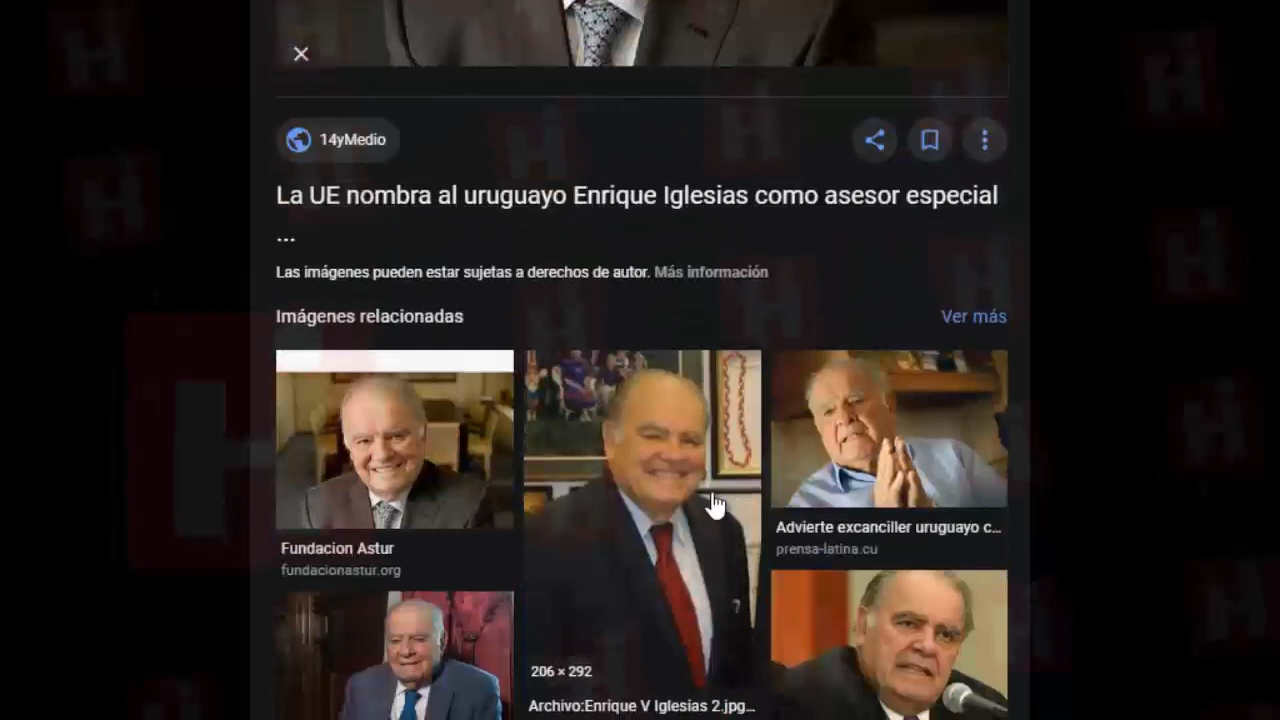 14yMedio
La UE nombra al uruguayo Enrique Iglesias como asesor especial
...
Las imágenes pueden estar sujetas a derechos de autor. Más información
Imágenes relacionadas
Ver más
Fundacion Astur
fundacionastur.org
206 × 292
Archivo:Enrique V Iglesias 2.jpg...
Advierte excanciller uruguayo c...
prensa-latina.cu